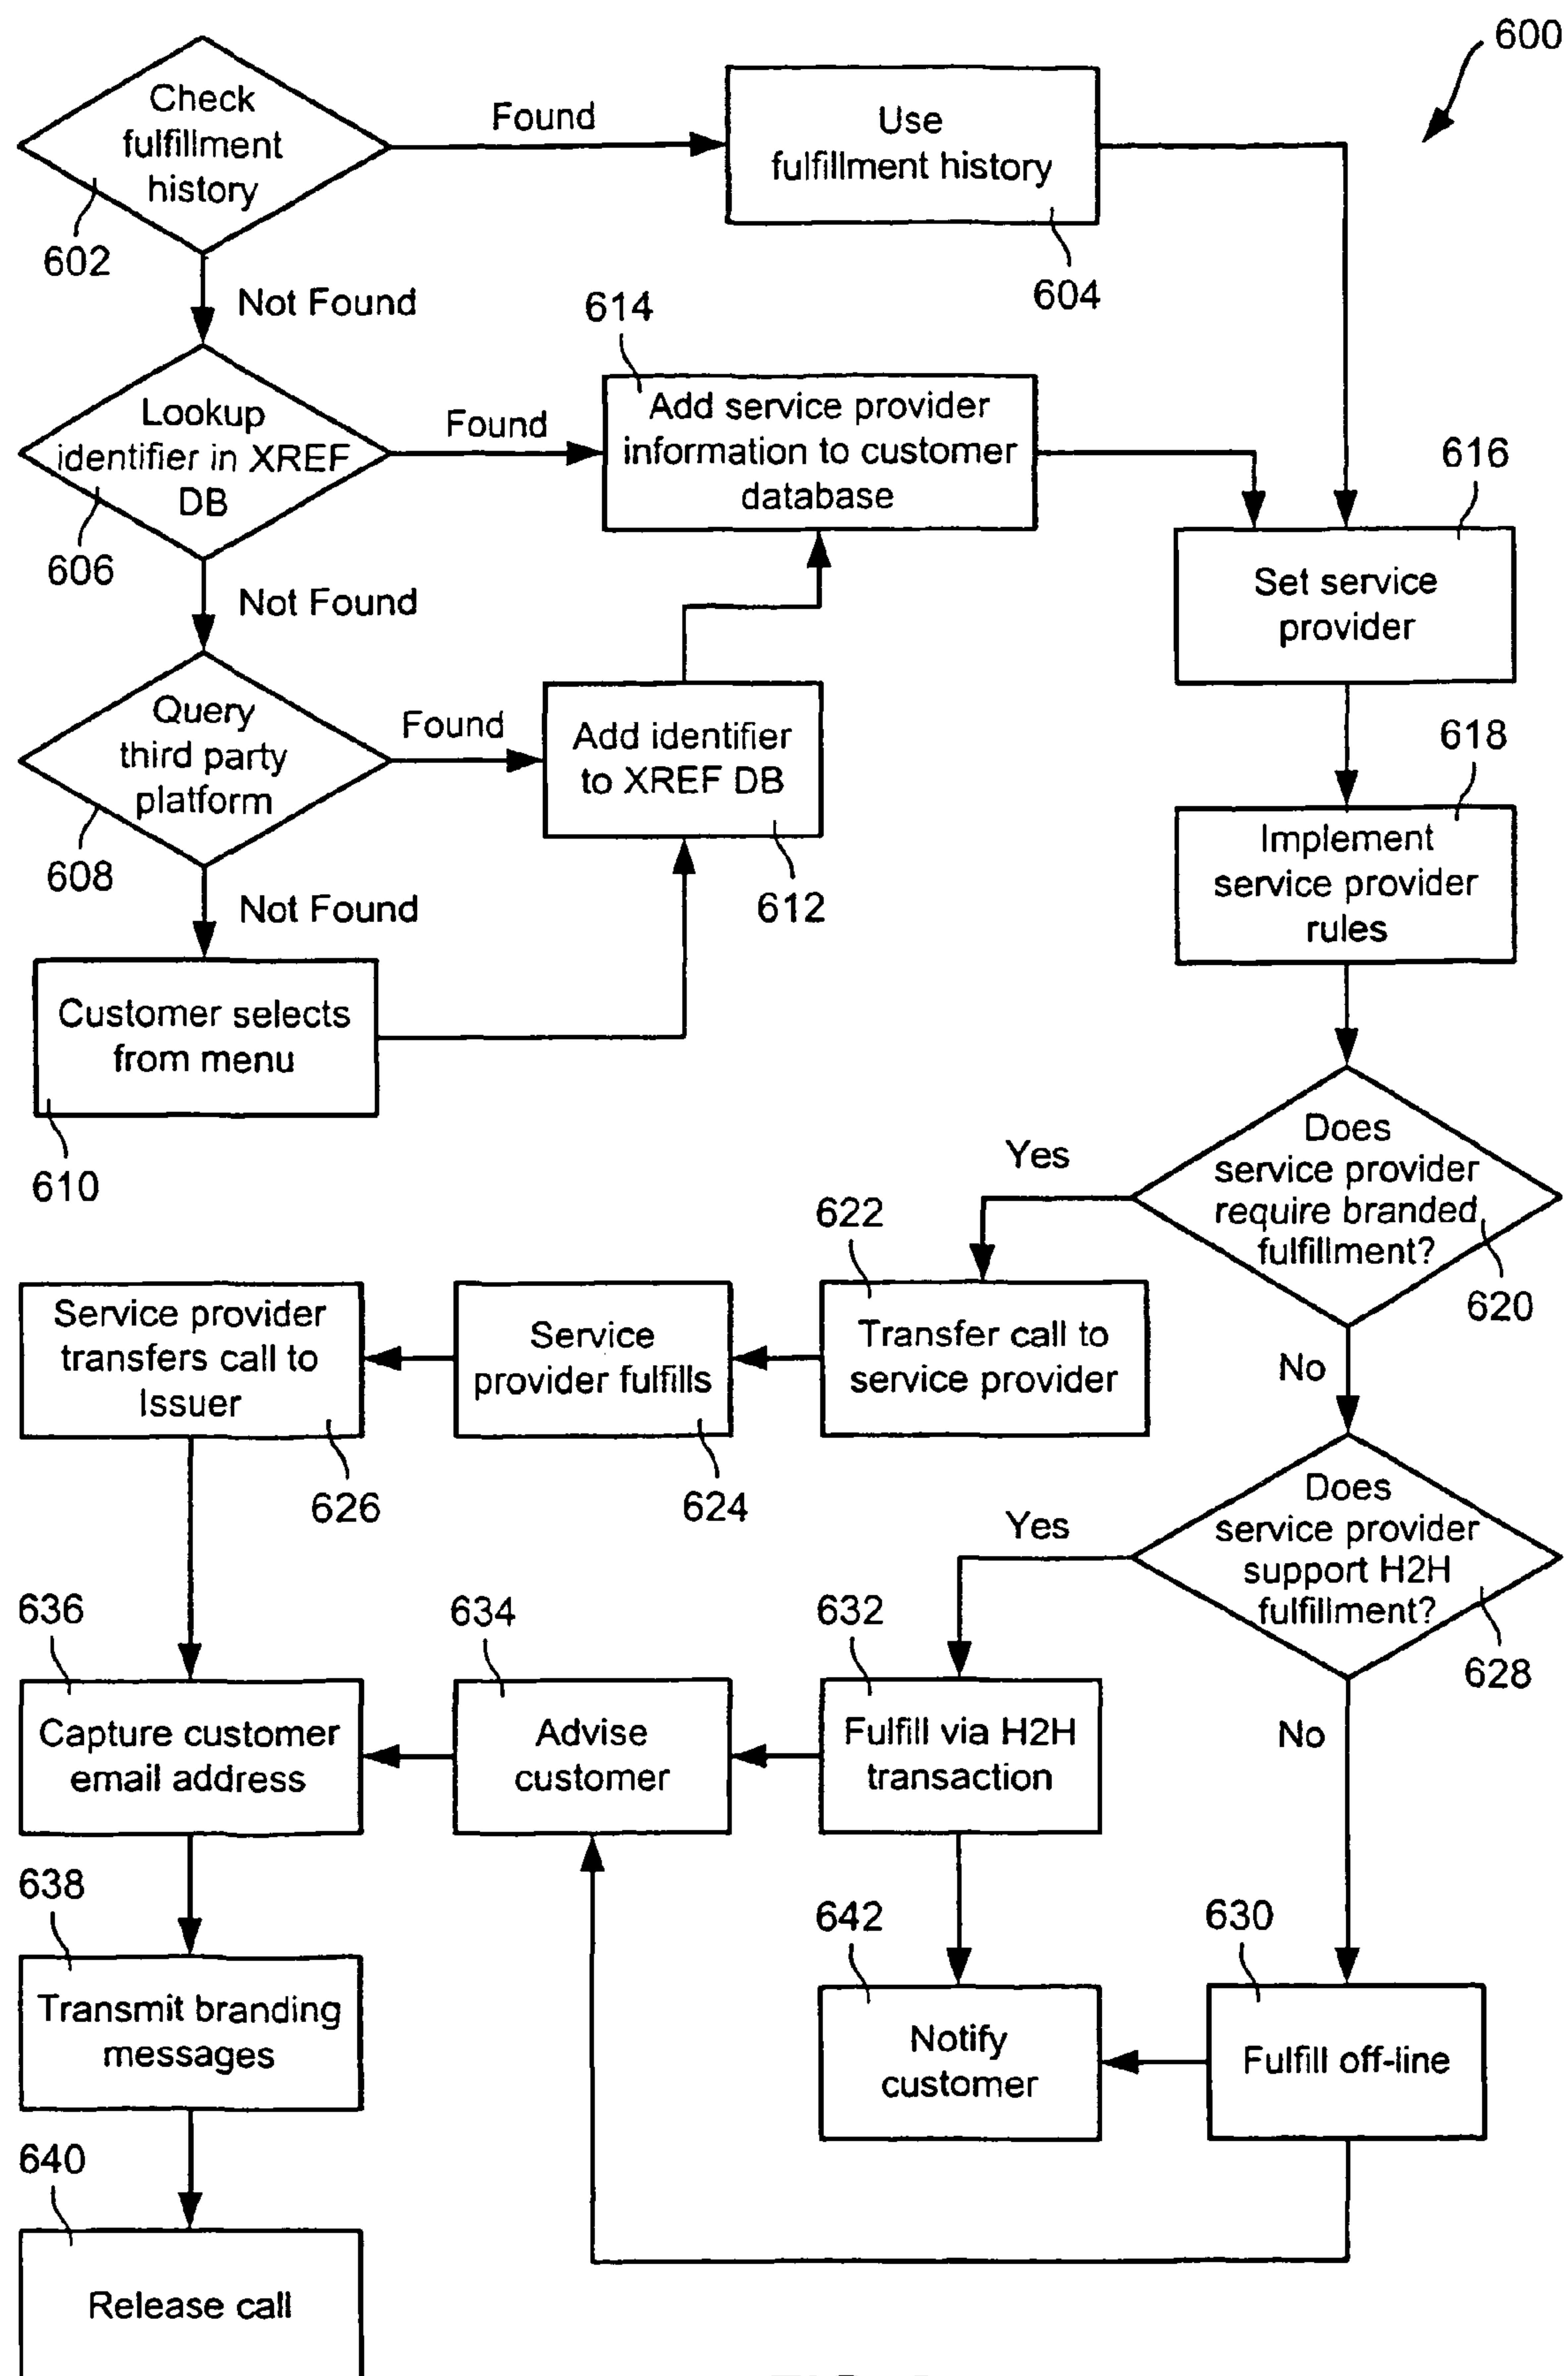 600
Check
fulfillment
history
602
Found
Use
fulfillment history
604
Not Found
Lookup
identifier in XREF
DB
606
Found
614
Add service provider
information to customer
database
616
Set service
provider
Not Found
Query
third party
platform
608
Found
Add identifier
to XREF DB
612
618
Implement
service provider
rules
Not Found
Customer selects
from menu
610
Does
service provider
require branded
fulfillment?
620
Yes
622
Transfer call to
service provider
Service
provider fulfills
624
Service provider
transfers call to
Issuer
626
No
Does
service provider
support H2H
fulfillment?
628
Yes
632
Fulfill via H2H
transaction
634
Advise
customer
636
Capture customer
email address
No
638
Transmit branding
messages
642
Notify
customer
630
Fulfill off-line
640
Release call